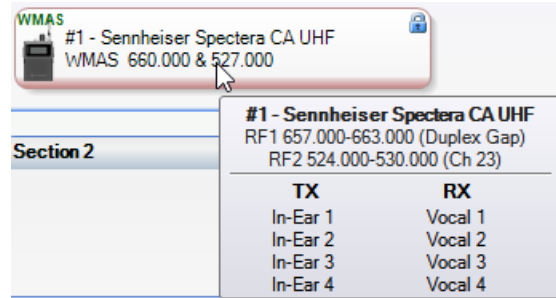 WMAS
#1 - Sennheiser Spectera CA UHF
WMAS 660.000 & 527.000
#1 - Sennheiser Spectera CA UHF
RF1 657.000-663.000 (Duplex Gap)
RF2 524.000-530.000 (Ch 23)
Section 2
TX RX
In-Ear 1 Vocal 1
In-Ear 2 Vocal 2
In-Ear 3 Vocal 3
In-Ear 4 Vocal 4